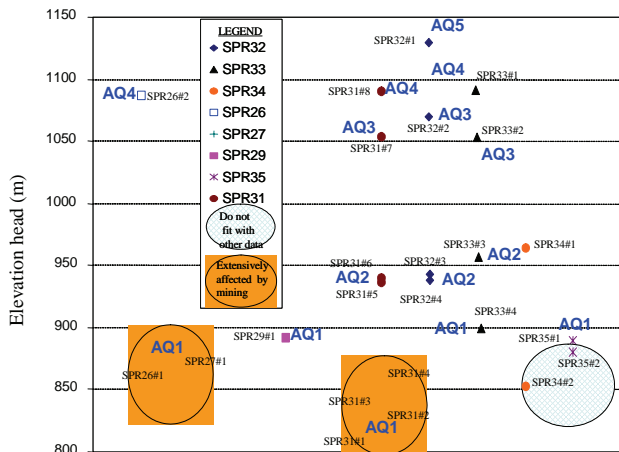 1150
1100
1050
1000
950
900
850
800
Elevation head (m)
LEGEND
SPR32
SPR33
SPR34
SPR26
SPR27
SPR29
SPR35
SPR31
Do not
fit with
other data
Extensively
affected by
mining
AQ5
SPR32#1
AQ4
SPR33#1
AQ4
SPR26#2
SPR31#8
AQ4
AQ3
SPR31#7
AQ3
SPR32#2
SPR33#2
AQ3
SPR31#6
AQ2
SPR31#5
SPR32#3
AQ2
SPR32#4
SPR33#3
AQ2
SPR34#1
SPR33#4
AQ1
SPR29#1
AQ1
AQ1
SPR35#1
SPR35#2
SPR34#2
AQ1
SPR27#1
SPR26#1
SPR31#4
SPR31#3
SPR31#2
AQ1
SPR31#1